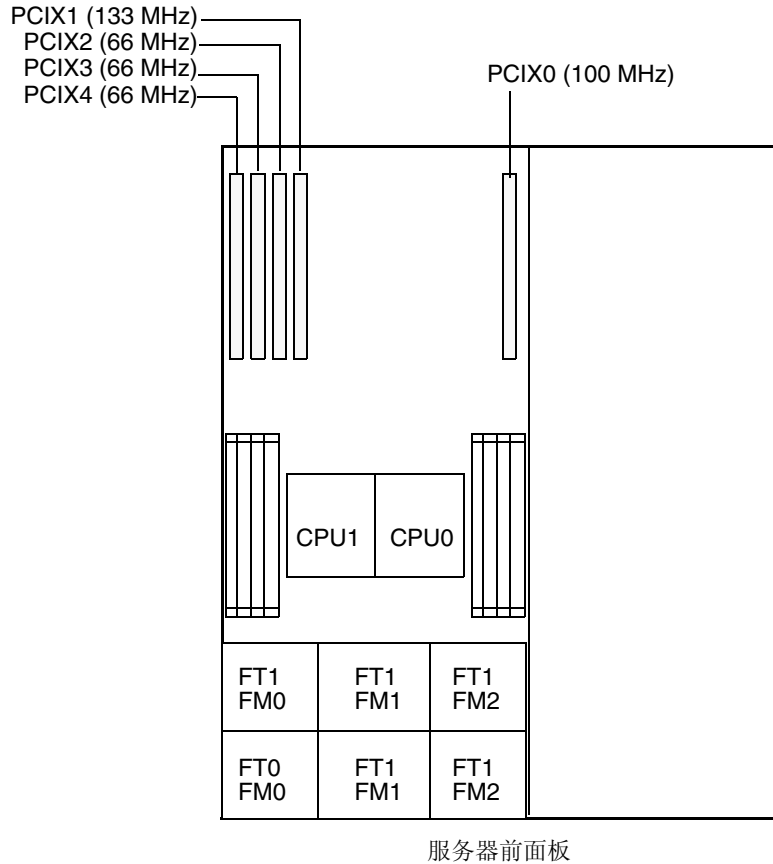 PCIX1 (133 MHz)
PCIX2 (66 MHz)
PCIX3 (66 MHz)
PCIX4 (66 MHz)
PCIX0 (100 MHz)
CPU1
CPU0
FT1
FM0
FT1
FM1
FT1
FM2
FT0
FM0
FT1
FM1
FT1
FM2
服务器前面板